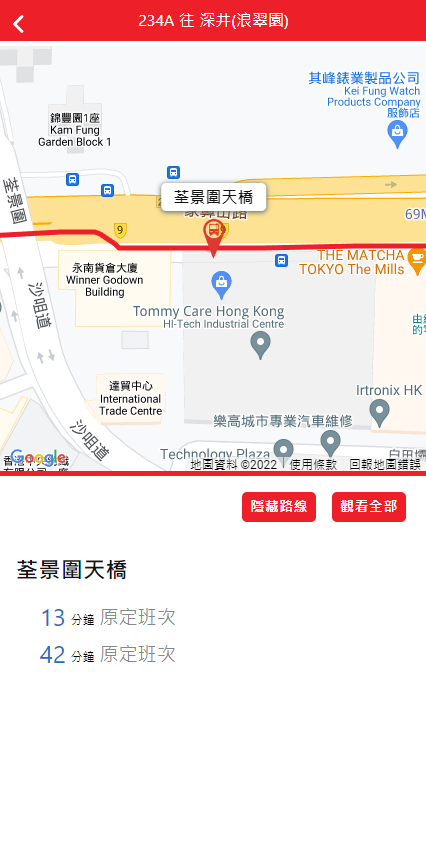 234A 往 深井(浪翠園)
其峰錶業製品公司
Kei Fung Watch
Products Company
服飾店
錦豐園1座
Kam Fung
Garden Block 1
荃景圍
荃景圍天橋
69M
9
9
THE MATCHA
TOKYO The Mills
永南貨倉大廈
Winner Godown
Building
沙咀道
Tommy Care Hong Kong
Hi-Tech Industrial Centre
達貿中心
International
Trade Centre
Irtronix HK
樂高城市專業汽車維修
沙咀道
Technology Plaza
Google
地圖資料 ©2022
使用條款
回報地圖錯誤
隱藏路線
觀看全部
荃景圍天橋
13 分鐘 原定班次
42 分鐘 原定班次